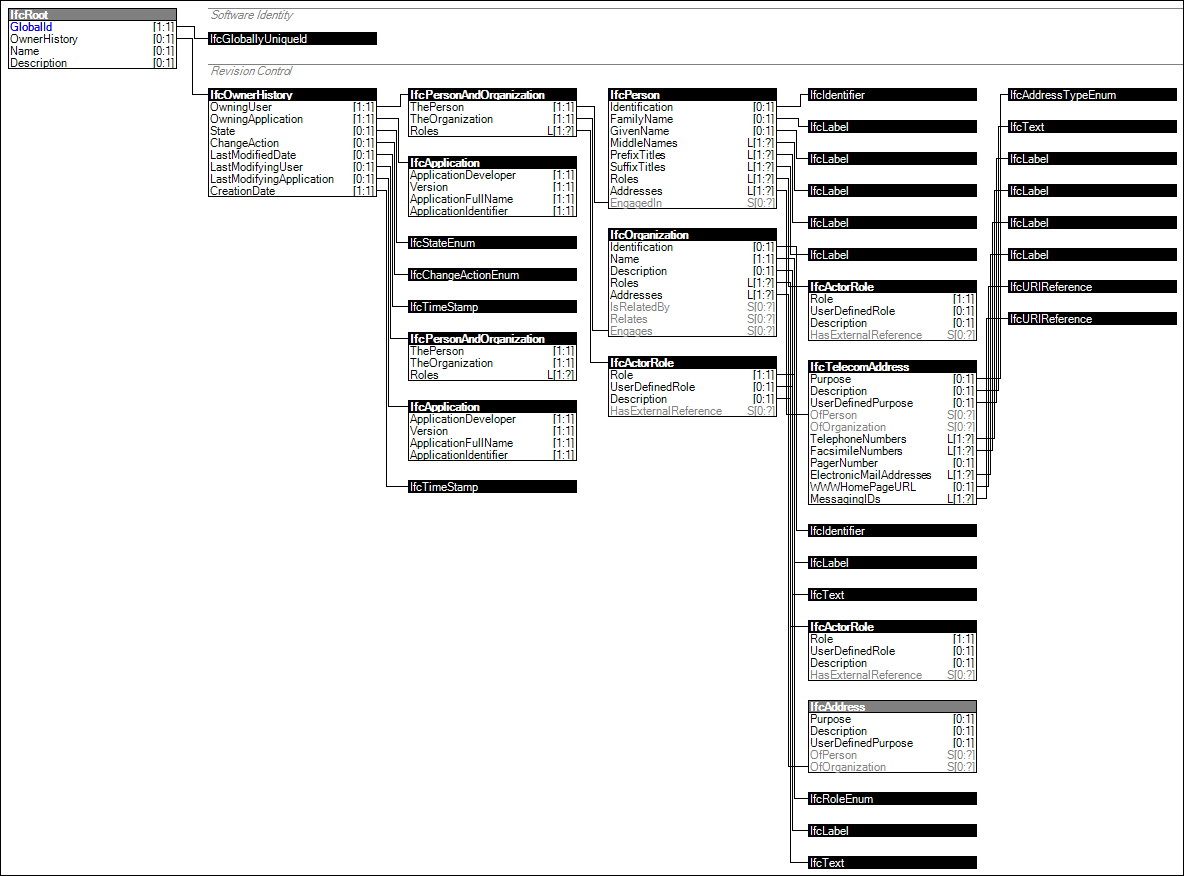 IfcRoot
GlobalId [1:1]
OwnerHistory [0:1]
Name [0:1]
Description [0:1]
Software Identity
IfcGloballyUniqueId
Revision Control
IfcOwnerHistory
OwningUser [1:1]
OwningApplication [1:1]
State [0:1]
ChangeAction [0:1]
LastModifiedDate [0:1]
LastModifyingUser [0:1]
LastModifyingApplication [0:1]
CreationDate [1:1]
IfcPersonAndOrganization
ThePerson [1:1]
TheOrganization [1:1]
Roles L[1:?]
IfcApplication
ApplicationDeveloper [1:1]
Version [1:1]
ApplicationFullName [1:1]
ApplicationIdentifier [1:1]
IfcStateEnum
IfcChangeActionEnum
IfcTimeStamp
IfcPersonAndOrganization
ThePerson [1:1]
TheOrganization [1:1]
Roles L[1:?]
IfcApplication
ApplicationDeveloper [1:1]
Version [1:1]
ApplicationFullName [1:1]
ApplicationIdentifier [1:1]
IfcTimeStamp
IfcPerson
Identification [0:1]
FamilyName [0:1]
GivenName [0:1]
MiddleNames L[1:?]
PrefixTitles L[1:?]
SuffixTitles L[1:?]
Roles L[1:?]
Addresses L[1:?]
EngagedIn S[0:?]
IfcOrganization
Identification [0:1]
Name [1:1]
Description [0:1]
Roles L[1:?]
Addresses L[1:?]
IsRelatedBy S[0:?]
Relates S[0:?]
Engages S[0:?]
IfcActorRole
Role [1:1]
UserDefinedRole [0:1]
Description [0:1]
HasExternalReference S[0:?]
IfcIdentifier
IfcLabel
IfcLabel
IfcLabel
IfcLabel
IfcLabel
IfcActorRole
Role [1:1]
UserDefinedRole [0:1]
Description [0:1]
HasExternalReference S[0:?]
IfcTelecomAddress
Purpose [0:1]
Description [0:1]
UserDefinedPurpose [0:1]
OfPerson S[0:?]
OfOrganization S[0:?]
TelephoneNumbers L[1:?]
FacsimileNumbers L[1:?]
PagerNumber [0:1]
ElectronicMailAddresses L[1:?]
WWWHomePageURL [0:1]
MessagingIDs L[1:?]
IfcIdentifier
IfcLabel
IfcText
IfcActorRole
Role [1:1]
UserDefinedRole [0:1]
Description [0:1]
HasExternalReference S[0:?]
IfcAddress
Purpose [0:1]
Description [0:1]
UserDefinedPurpose [0:1]
OfPerson S[0:?]
OfOrganization S[0:?]
IfcRoleEnum
IfcLabel
IfcText
IfcAddressTypeEnum
IfcText
IfcLabel
IfcLabel
IfcLabel
IfcLabel
IfcURIReference
IfcURIReference